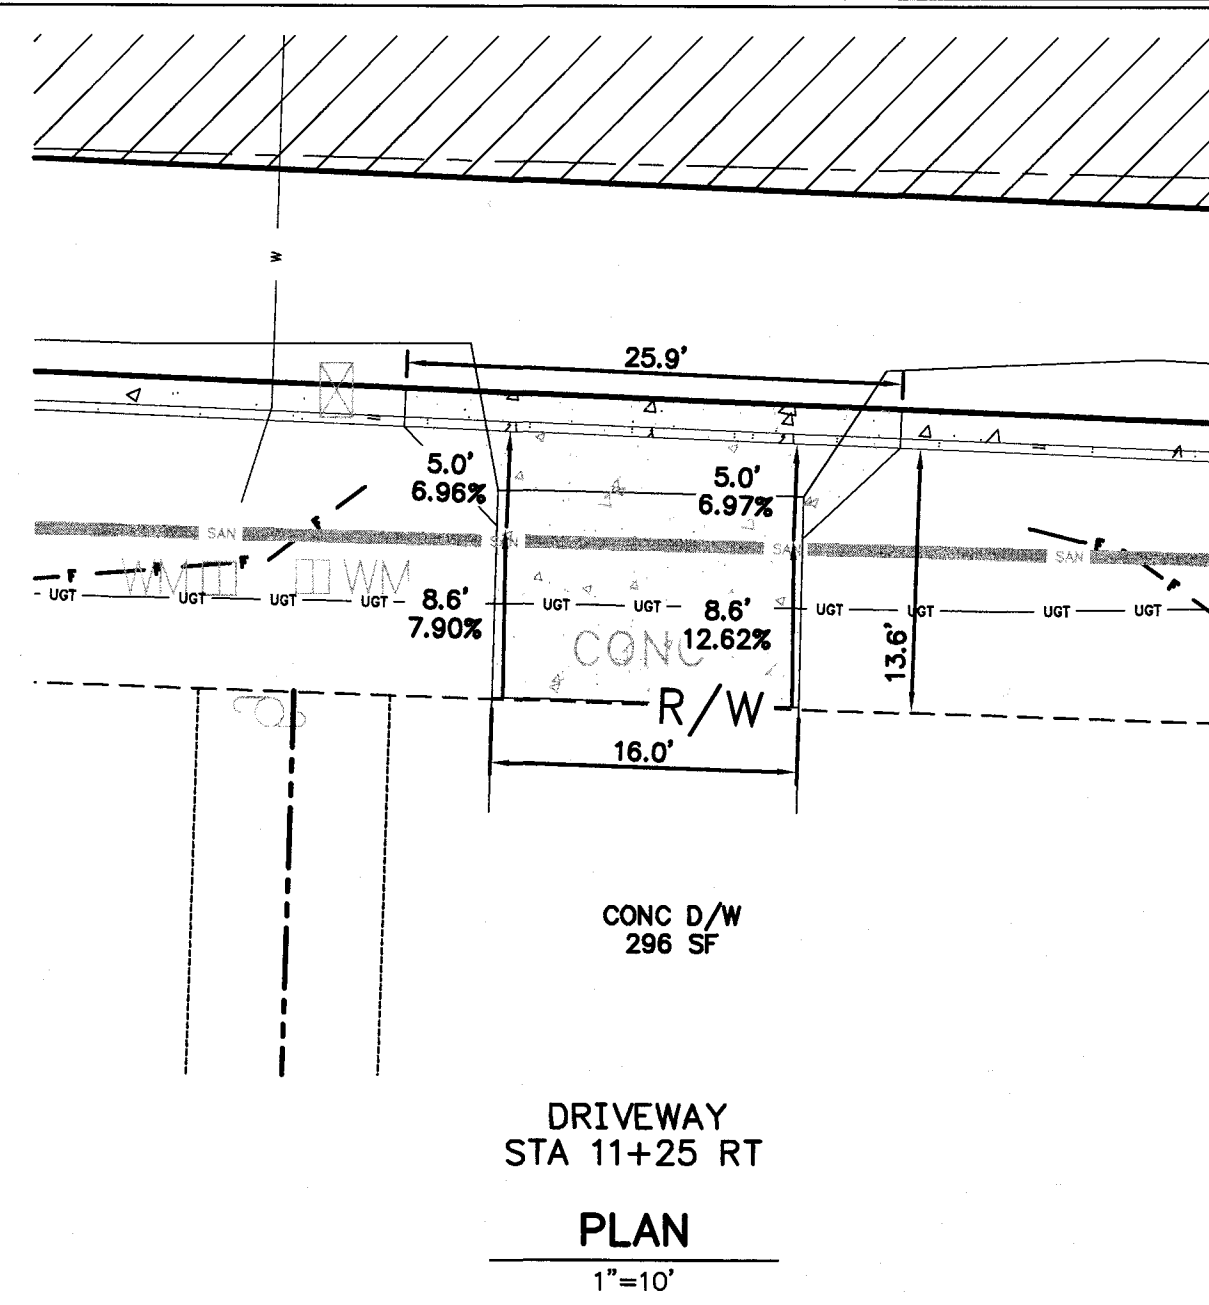 W
25.9'
5.0'
6.96%
5.0'
6.97%
F
SAN
SAN
SAN
SAN
F
F
F
F
F
WM
WM
UGT
UGT
UGT
UGT
UGT
UGT
UGT
UGT
UGT
UGT
8.6'
7.90%
8.6'
12.62%
13.6'
CONC
R/W
16.0'
CONC D/W
296 SF
DRIVEWAY
STA 11+25 RT
PLAN
1"=10'